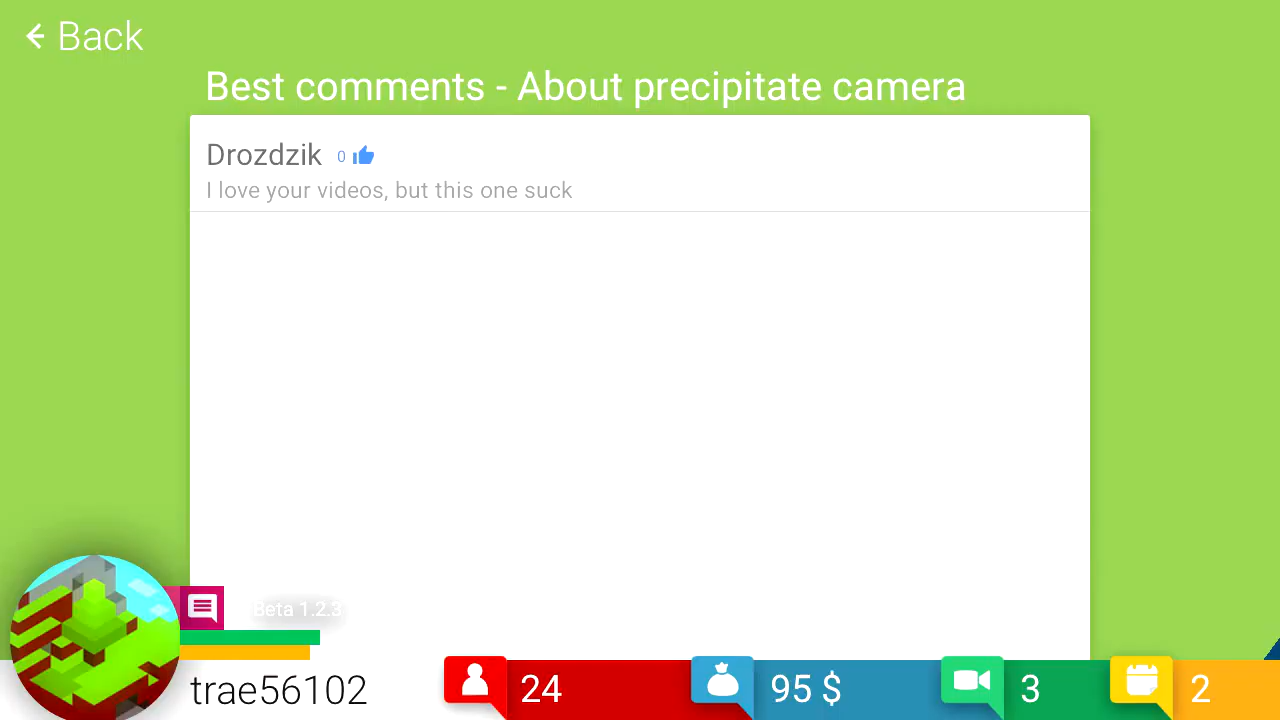 Back
Best comments - About precipitate camera
Drozdzik 0
I love your videos, but this one suck
Beta 1.2.3
trae56102
24
95 $
3
2